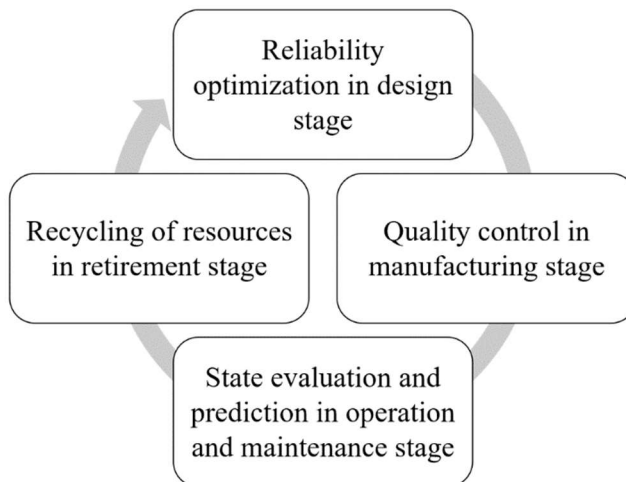 Reliability
optimization in design
stage
Recycling of resources
in retirement stage
Quality control in
manufacturing stage
State evaluation and
prediction in operation
and maintenance stage